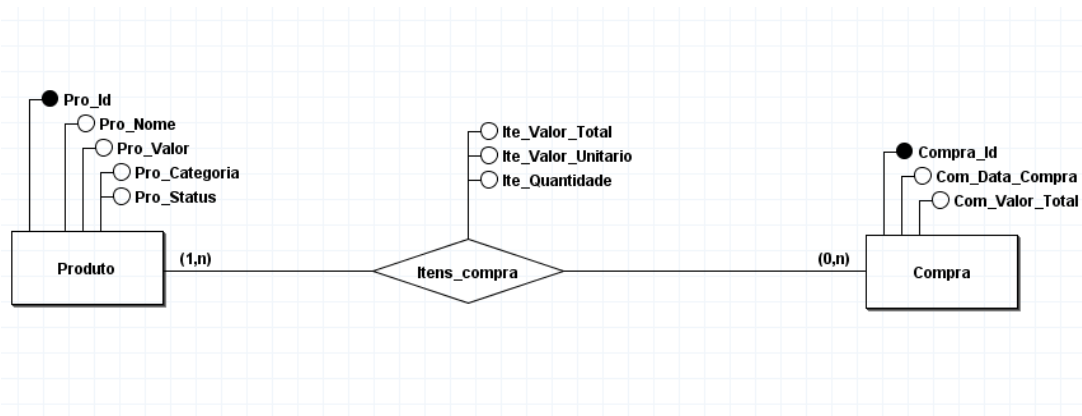 Pro_Id
Pro_Nome
Pro_Valor
Pro_Categoria
Pro_Status
Produto
(1,n)
Ite_Valor_Total
Ite_Valor_Unitario
Ite_Quantidade
Itens_compra
(0,n)
Compra_Id
Com_Data_Compra
Com_Valor_Total
Compra